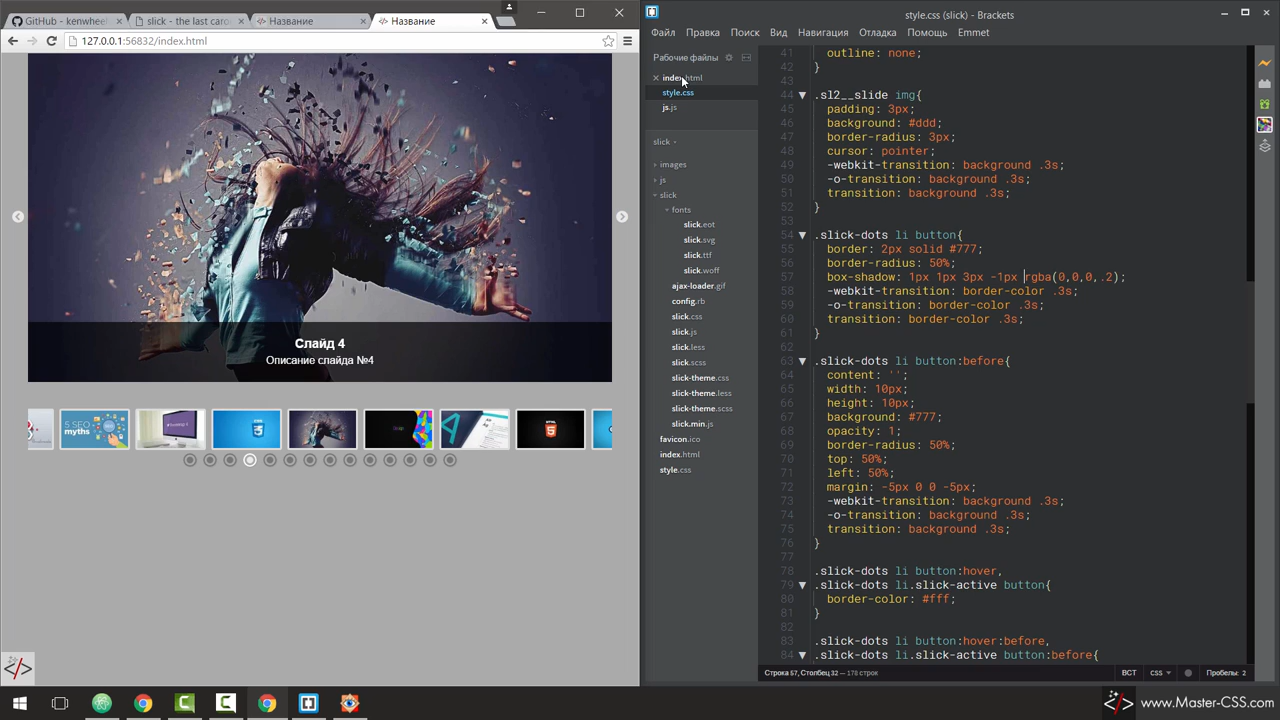 GitHub - kenwheel
slick - the last caro
Название
Название
127.0.0.1:56832/index.html
Слайд 4
Описание слайда №4
5 SEO
myths
style.css (slick) - Brackets
Файл Правка Поиск Вид Навигация Отладка Помощь Emmet
Рабочие файлы
index.html
style.css
js.js
slick
images
js
slick
fonts
slick.eot
slick.svg
slick.ttf
slick.woff
ajax-loader.gif
config.rb
slick.css
slick.js
slick.less
slick.scss
slick-theme.css
slick-theme.less
slick-theme.scss
slick.min.js
favicon.ico
index.html
style.css
41 outline: none;
42 }
43
44 .sl2__slide img{
45 padding: 3px;
46 background: #ddd;
47 border-radius: 3px;
48 cursor: pointer;
49 -webkit-transition: background .3s;
50 -o-transition: background .3s;
51 transition: background .3s;
52 }
53
54 .slick-dots li button{
55 border: 2px solid #777;
56 border-radius: 50%;
57 box-shadow: 1px 1px 3px -1px rgba(0,0,0,.2);
58 -webkit-transition: border-color .3s;
59 -o-transition: border-color .3s;
60 transition: border-color .3s;
61 }
62
63 .slick-dots li button:before{
64 content: '';
65 width: 10px;
66 height: 10px;
67 background: #777;
68 opacity: 1;
69 border-radius: 50%;
70 top: 50%;
71 left: 50%;
72 margin: -5px 0 0 -5px;
73 -webkit-transition: background .3s;
74 -o-transition: background .3s;
75 transition: background .3s;
76 }
77
78 .slick-dots li button:hover,
79 .slick-dots li.slick-active button{
80 border-color: #fff;
81 }
82
83 .slick-dots li button:hover:before,
84 .slick-dots li.slick-active button:before{
Строка 57, Столбец 32 — 178 строк
ВСТ CSS Пробелы: 2
www.Master-CSS.com